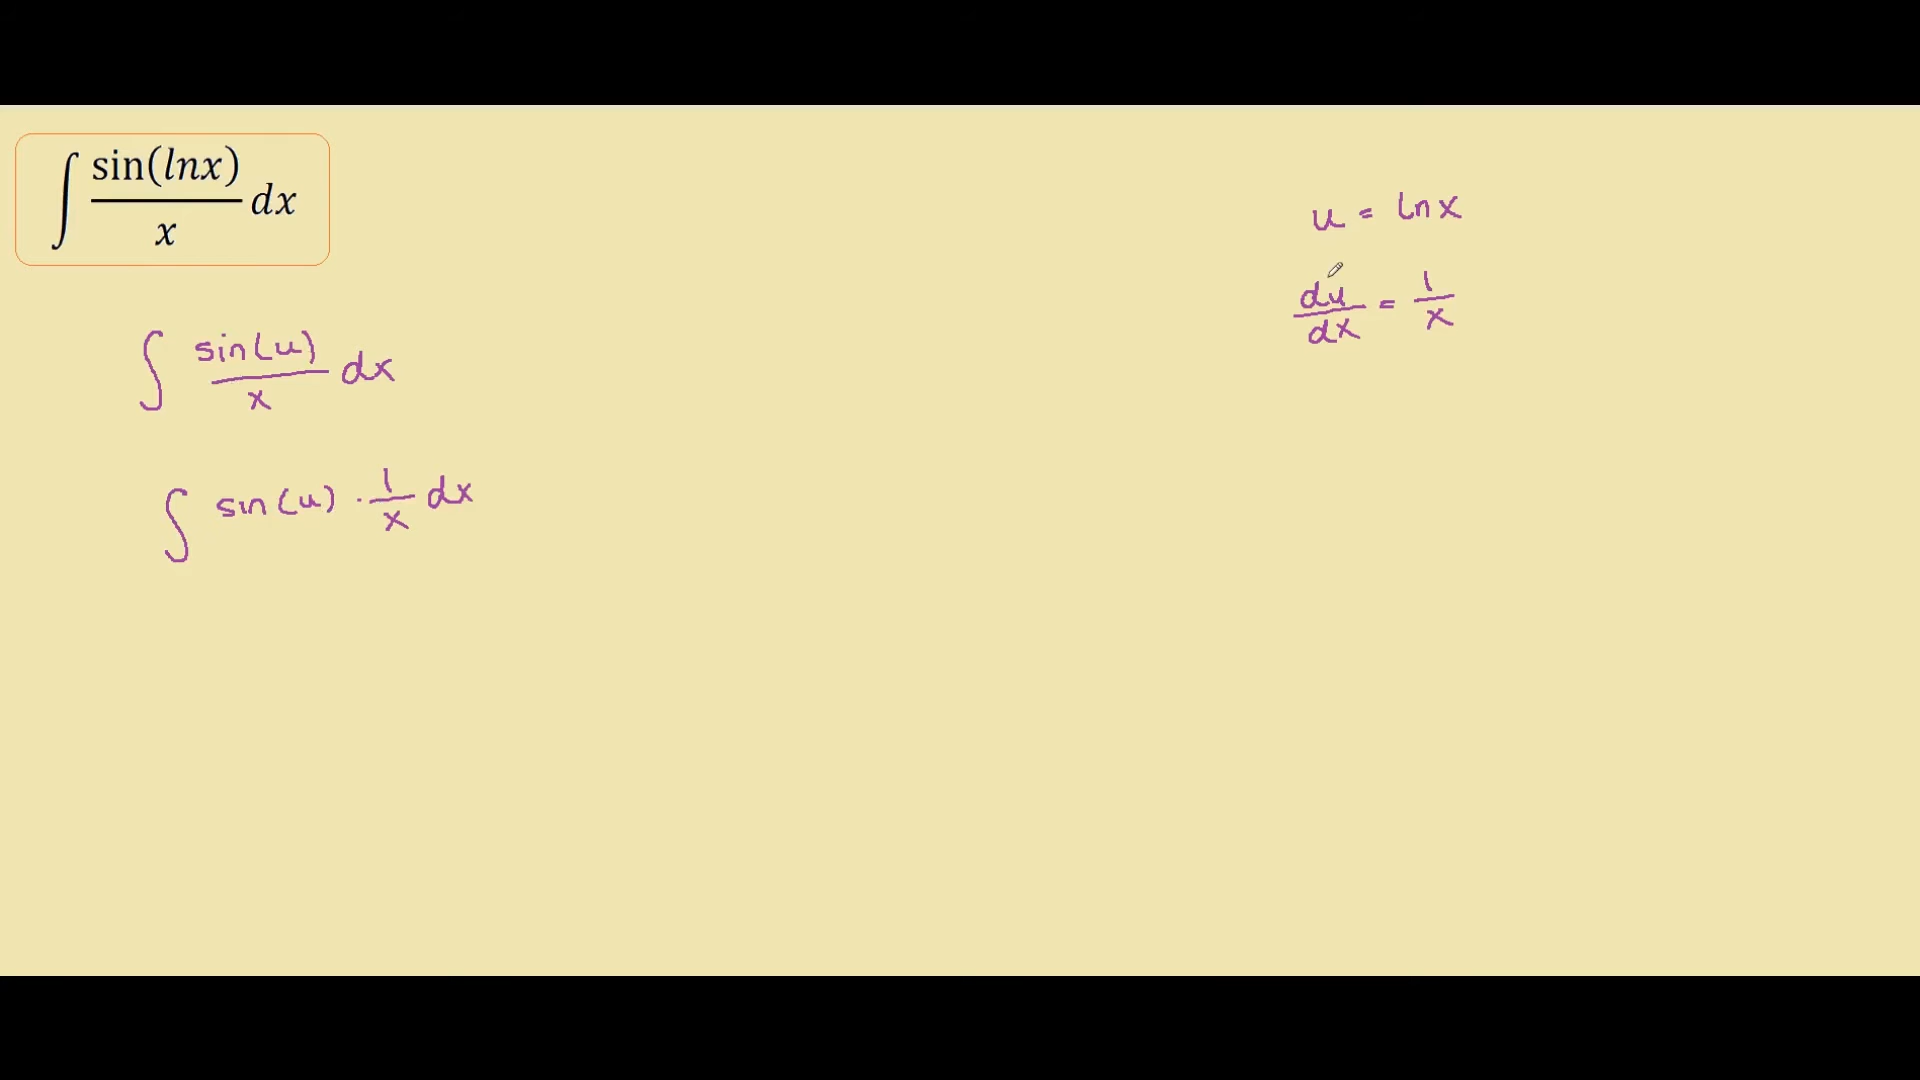 ∫ sin(lnx)/x dx
u = lnx
du/dx = 1/x
∫ sin(u)/x dx
∫ sin(u) · 1/x dx